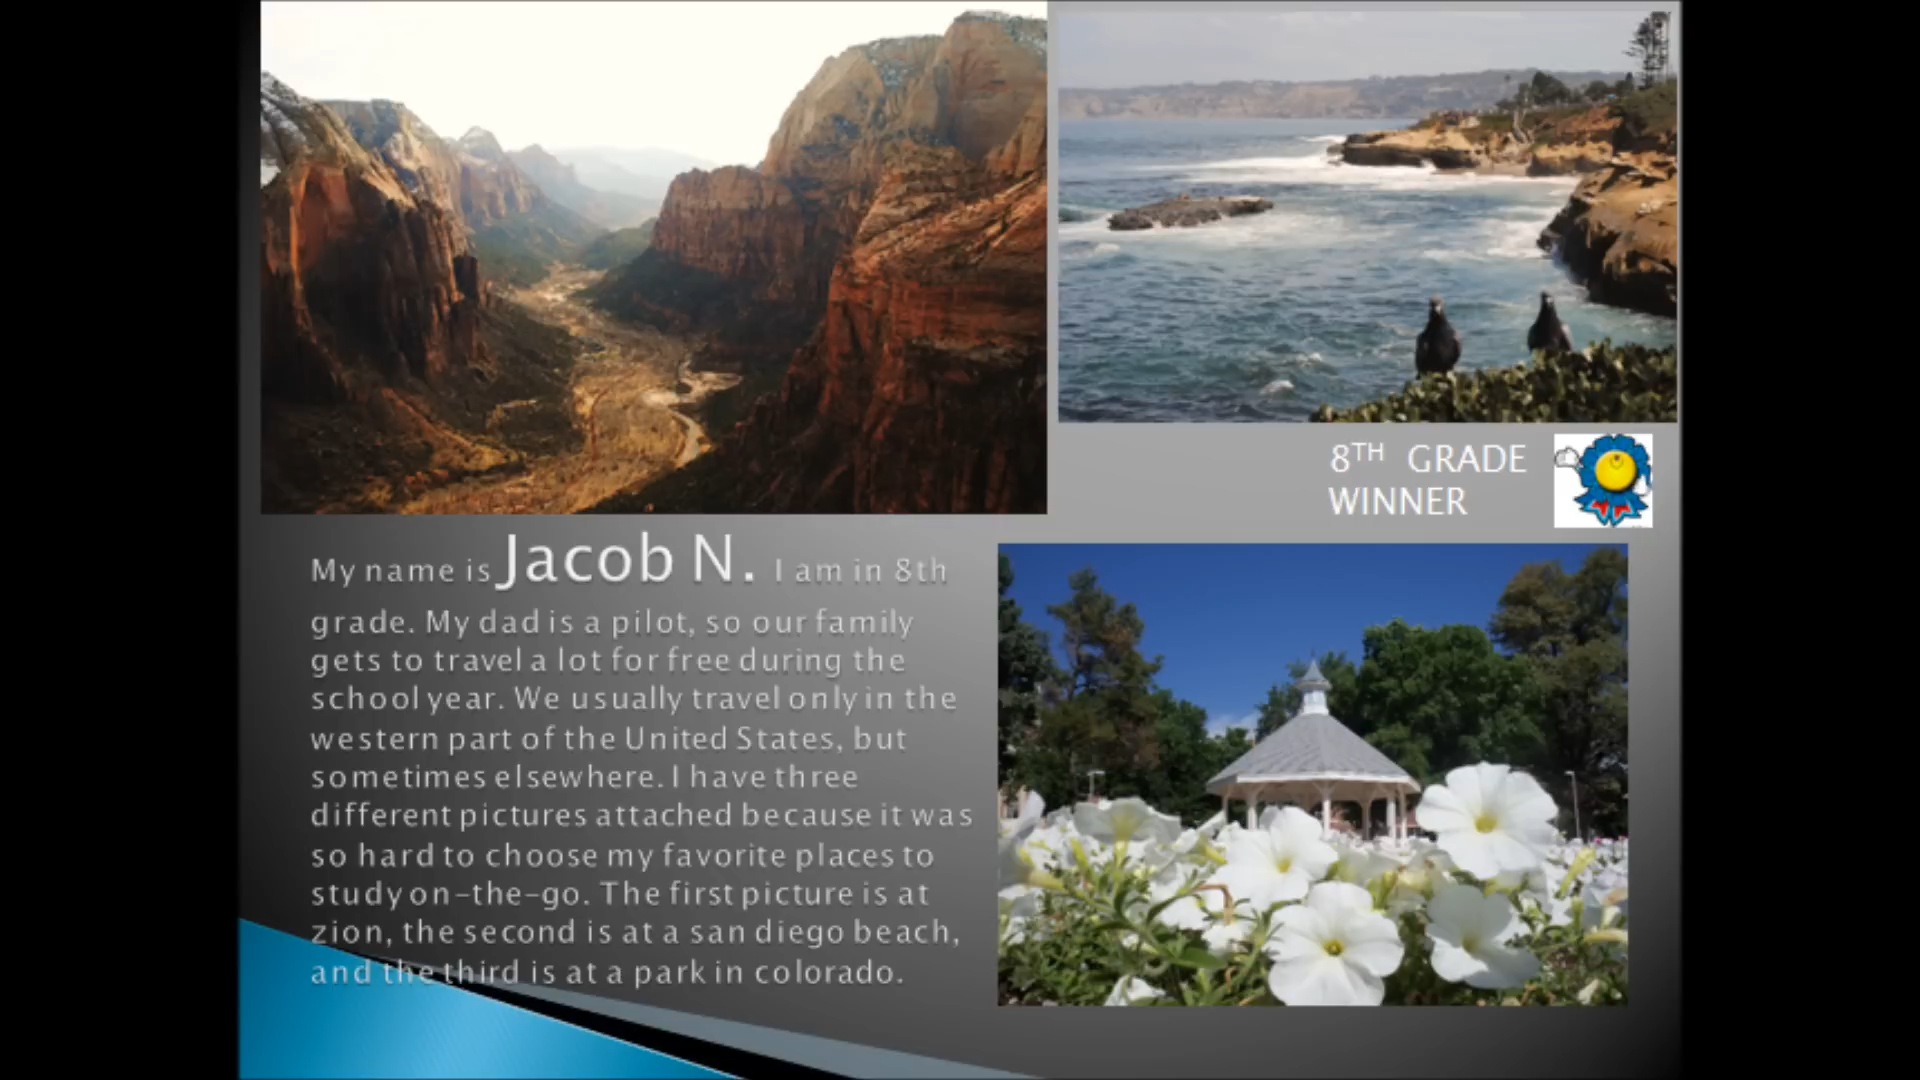 8TH GRADE
WINNER
My name is Jacob N. I am in 8th
grade. My dad is a pilot, so our family
gets to travel a lot for free during the
school year. We usually travel only in the
western part of the United States, but
sometimes elsewhere. I have three
different pictures attached because it was
so hard to choose my favorite places to
study on-the-go. The first picture is at
zion, the second is at a san diego beach,
and the third is at a park in colorado.